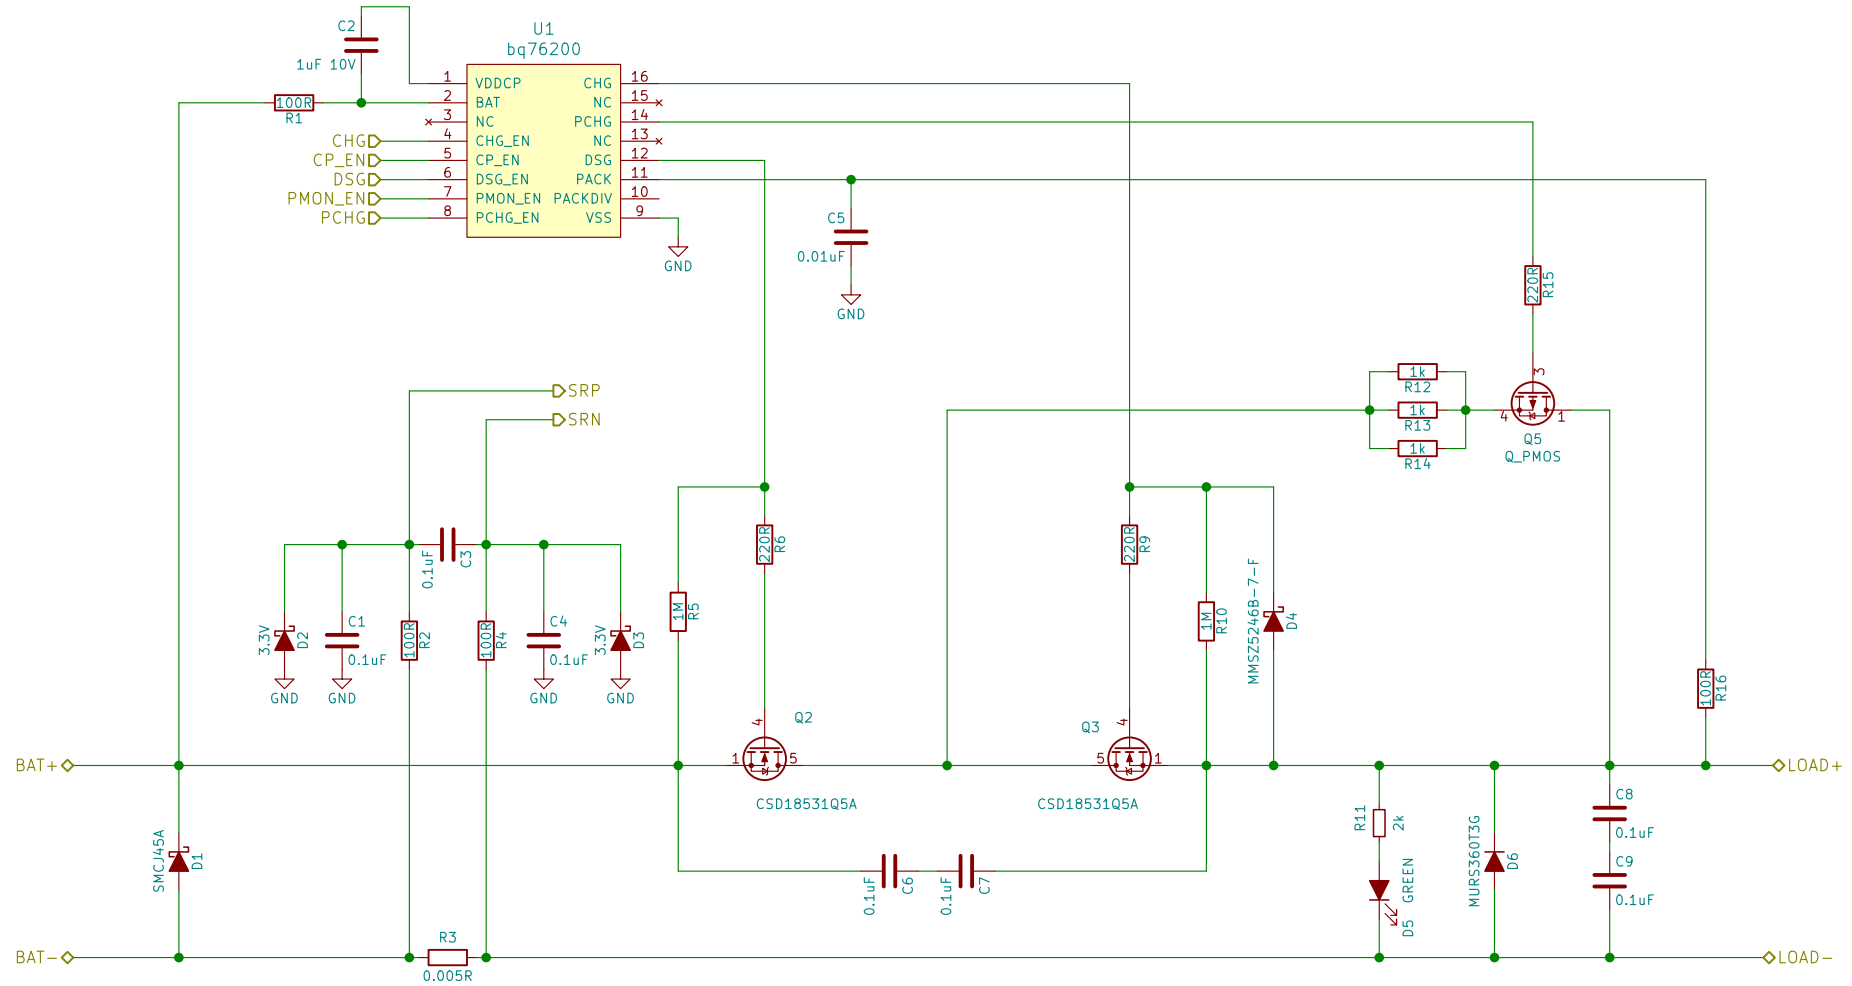 C2
1uF 10V
U1
bq76200
1 VDDCP CHG 16
100R
R1
2 BAT NC 15
3 NC PCHG 14
CHG 4 CHG_EN NC 13
CP_EN 5 CP_EN DSG 12
DSG 6 DSG_EN PACK 11
PMON_EN 7 PMON_EN PACKDIV 10
PCHG 8 PCHG_EN VSS 9
GND
C5
0.01uF
GND
220R
R15
SRP
SRN
1k
R12
1k
R13
1k
R14
3
4
1
Q5
Q_PMOS
0.1uF
C3
220R
R6
220R
R9
1M
R5
1M
R10
MMSZ5246B-7-F
D4
3.3V
D2
GND
C1
0.1uF
GND
100R
R2
100R
R4
C4
0.1uF
GND
3.3V
D3
GND
100R
R16
4
Q2
1
5
CSD18531Q5A
Q3
4
5
1
CSD18531Q5A
BAT+
LOAD+
SMCJ45A
D1
0.1uF
C6
0.1uF
C7
R11
2k
GREEN
D5
MURS360T3G
D6
C8
0.1uF
C9
0.1uF
BAT-
R3
0.005R
LOAD-